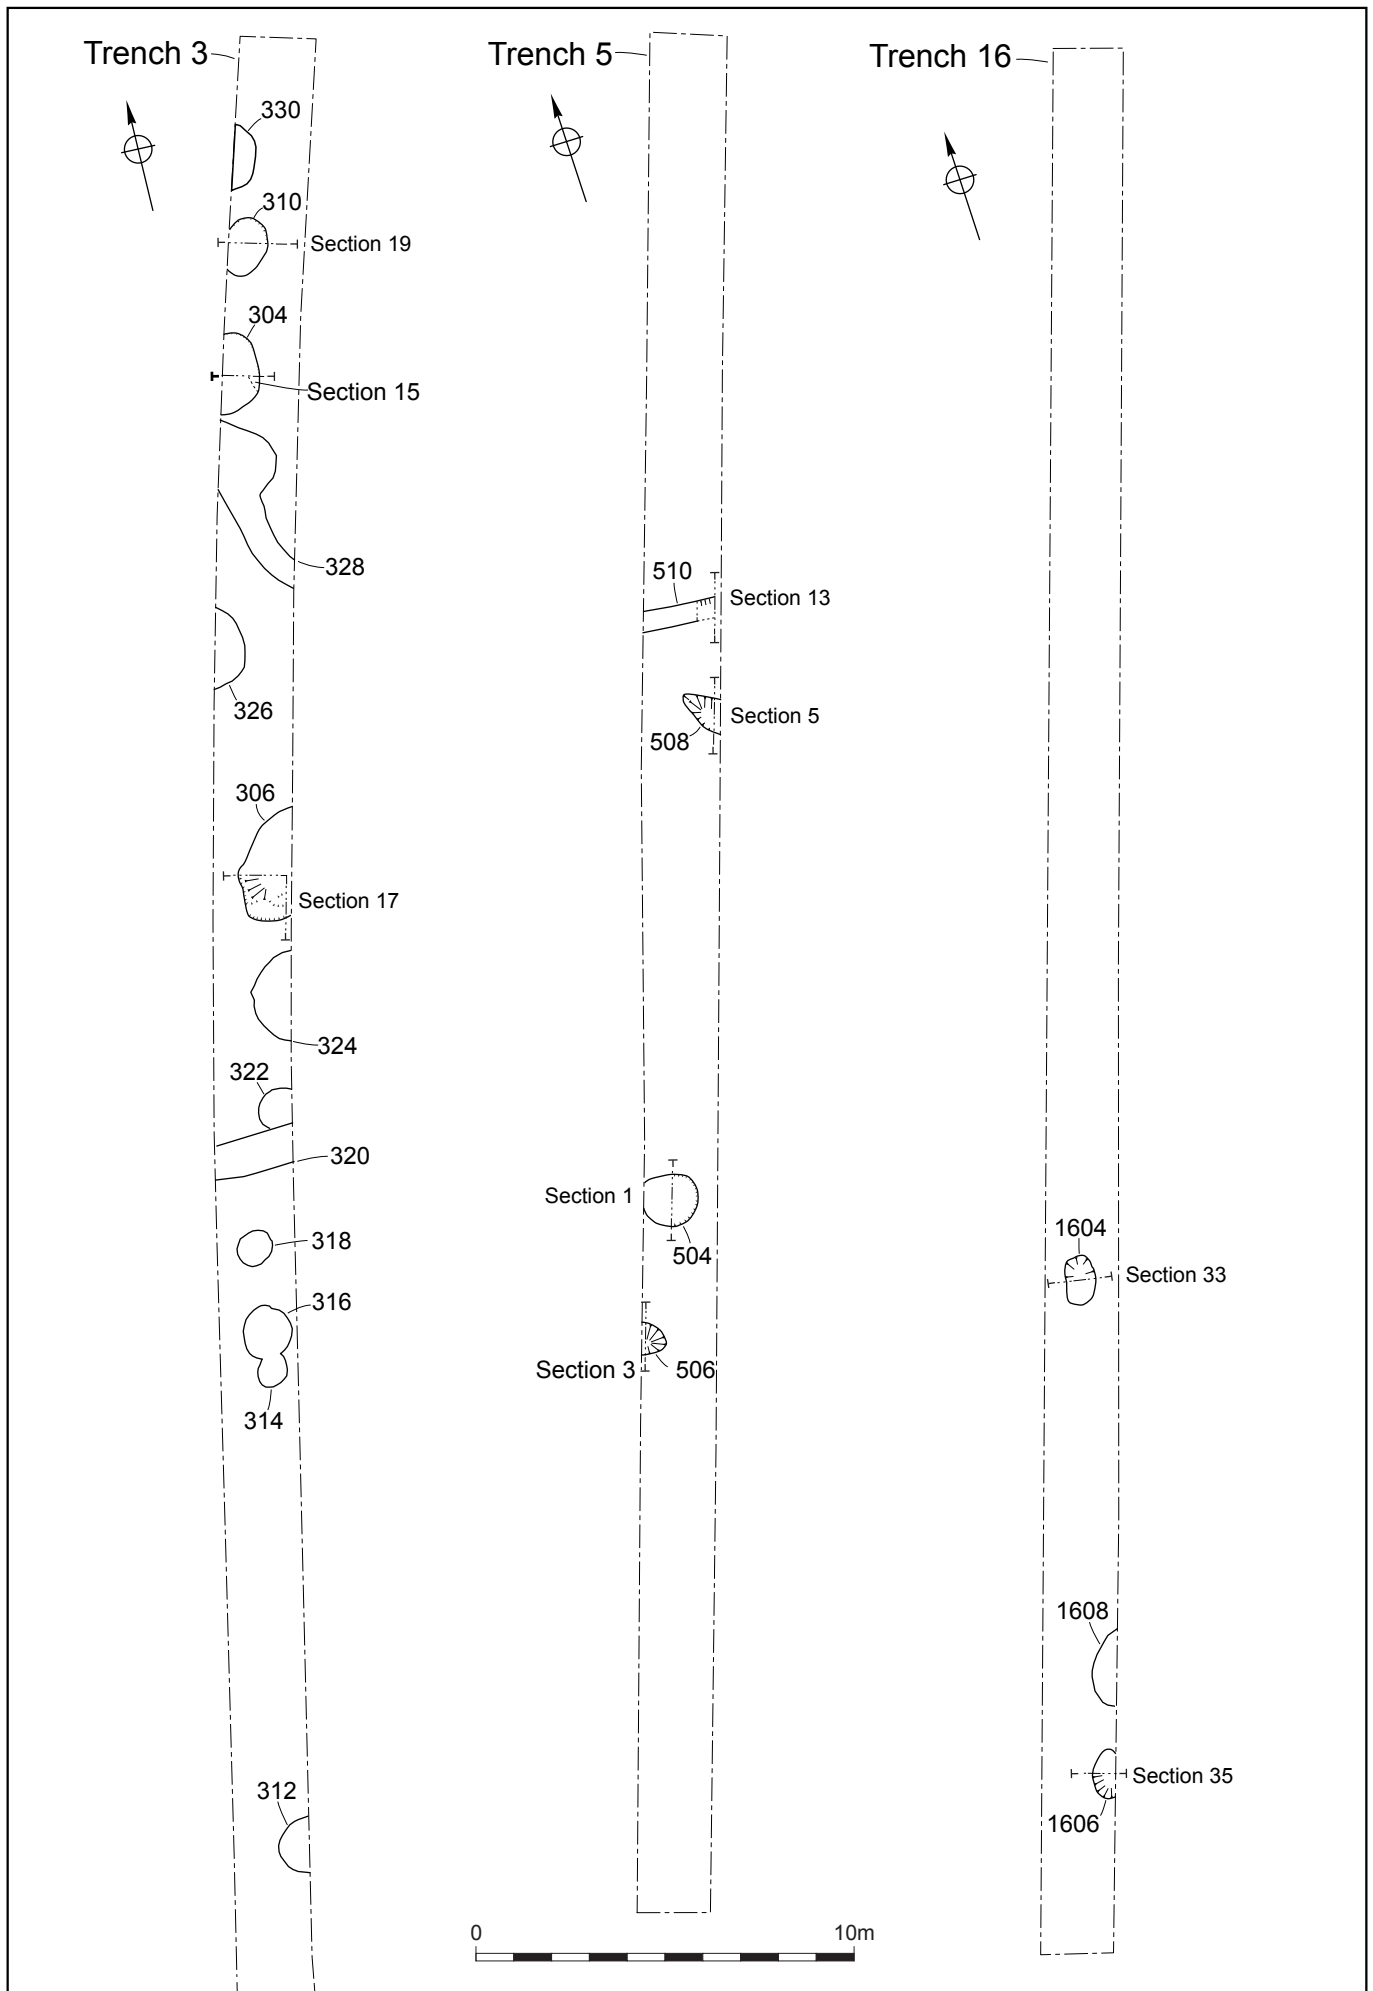 Trench 3
330
310
Section 19
304
Section 15
328
326
306
Section 17
324
322
320
318
316
314
312
Trench 5
510
Section 13
Section 5
508
Section 1
504
Section 3
506
0
10m
Trench 16
1604
Section 33
1608
Section 35
1606